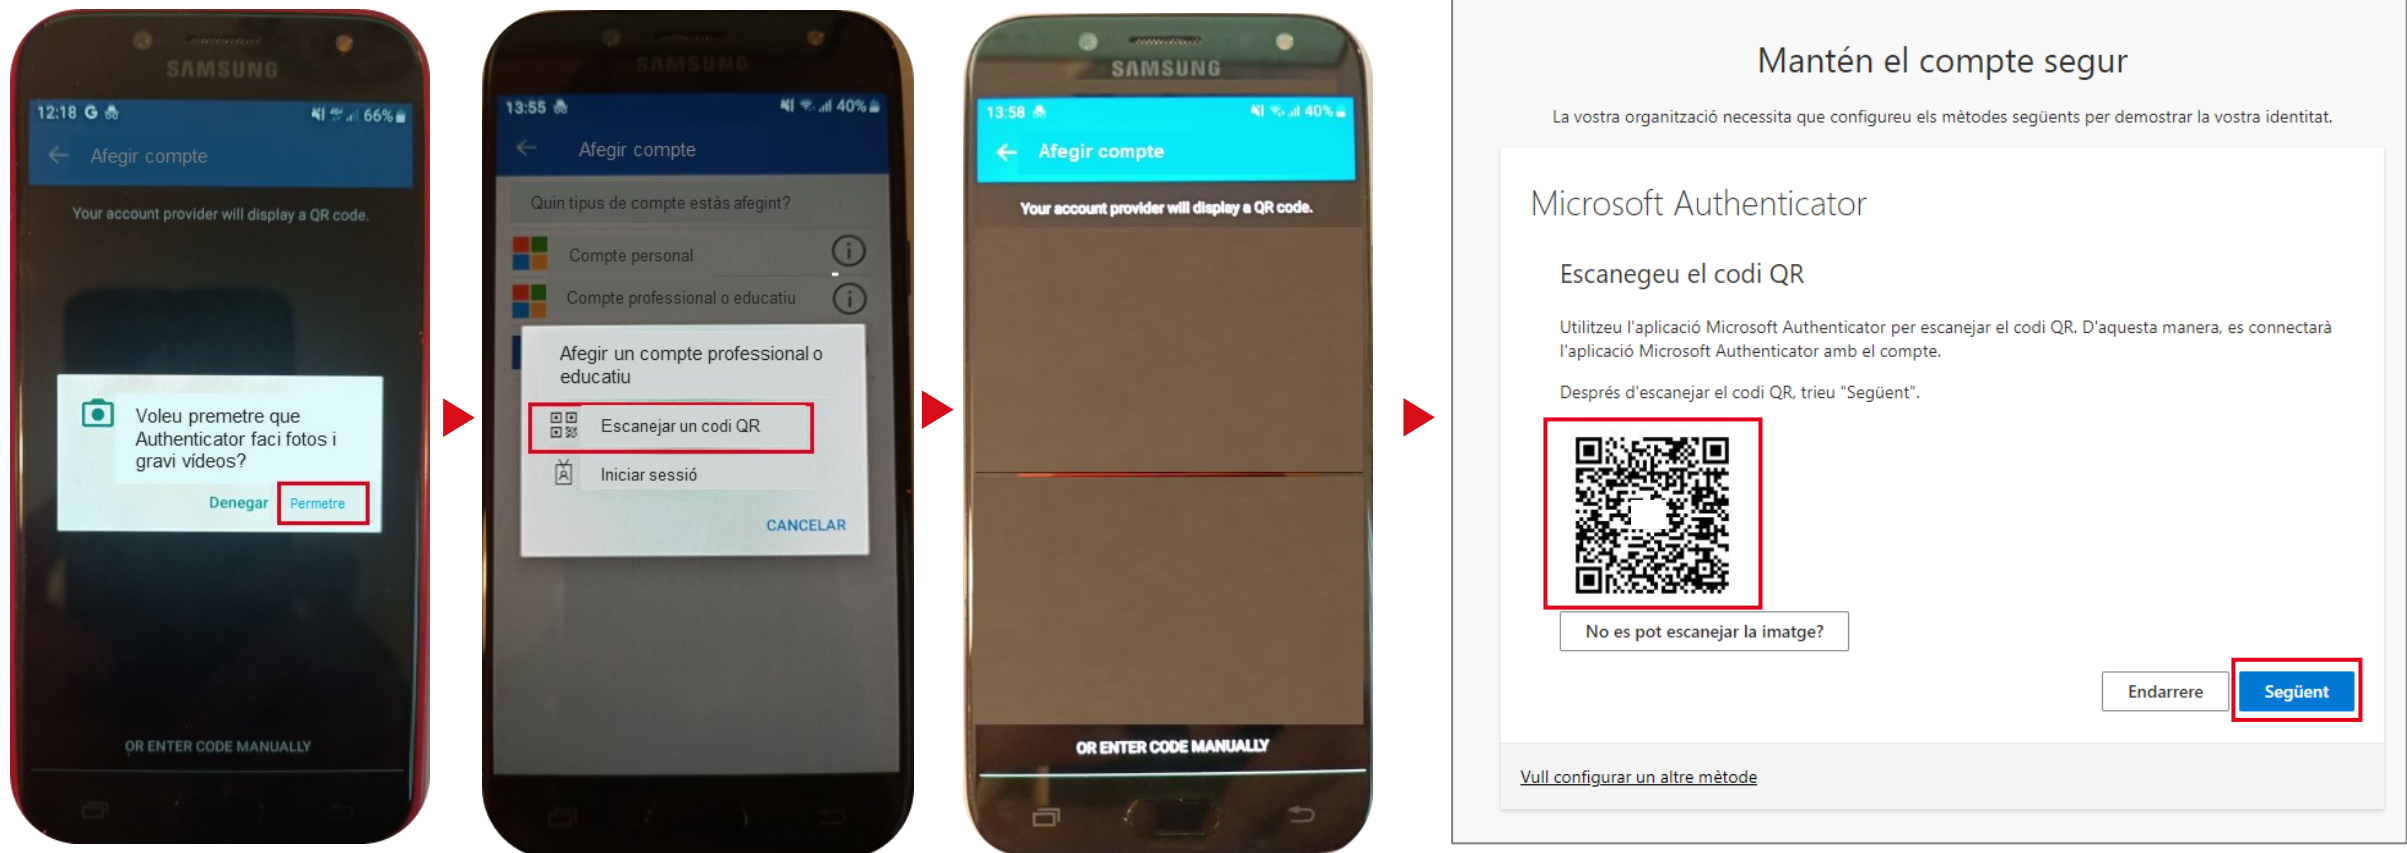 SAMSUNG
12:18 G 66%
Afegir compte
Your account provider will display a QR code.
Voleu premetre que
Authenticator faci fotos i
gravi vídeos?
Denegar Permetre
OR ENTER CODE MANUALLY
SAMSUNG
13:55 40%
Afegir compte
Quin tipus de compte estàs afegint?
Compte personal
Compte professional o educatiu
Afegir un compte professional o
educatiu
Escanejar un codi QR
Iniciar sessió
CANCELAR
SAMSUNG
13:58 40%
Afegir compte
Your account provider will display a QR code.
OR ENTER CODE MANUALLY
Mantén el compte segur
La vostra organització necessita que configureu els mètodes següents per demostrar la vostra identitat.
Microsoft Authenticator
Escanegeu el codi QR
Utilitzeu l'aplicació Microsoft Authenticator per escanejar el codi QR. D'aquesta manera, es connectarà
l'aplicació Microsoft Authenticator amb el compte.
Després d'escanejar el codi QR, trieu "Següent".
No es pot escanejar la imatge?
Endarrere Següent
Vull configurar un altre mètode